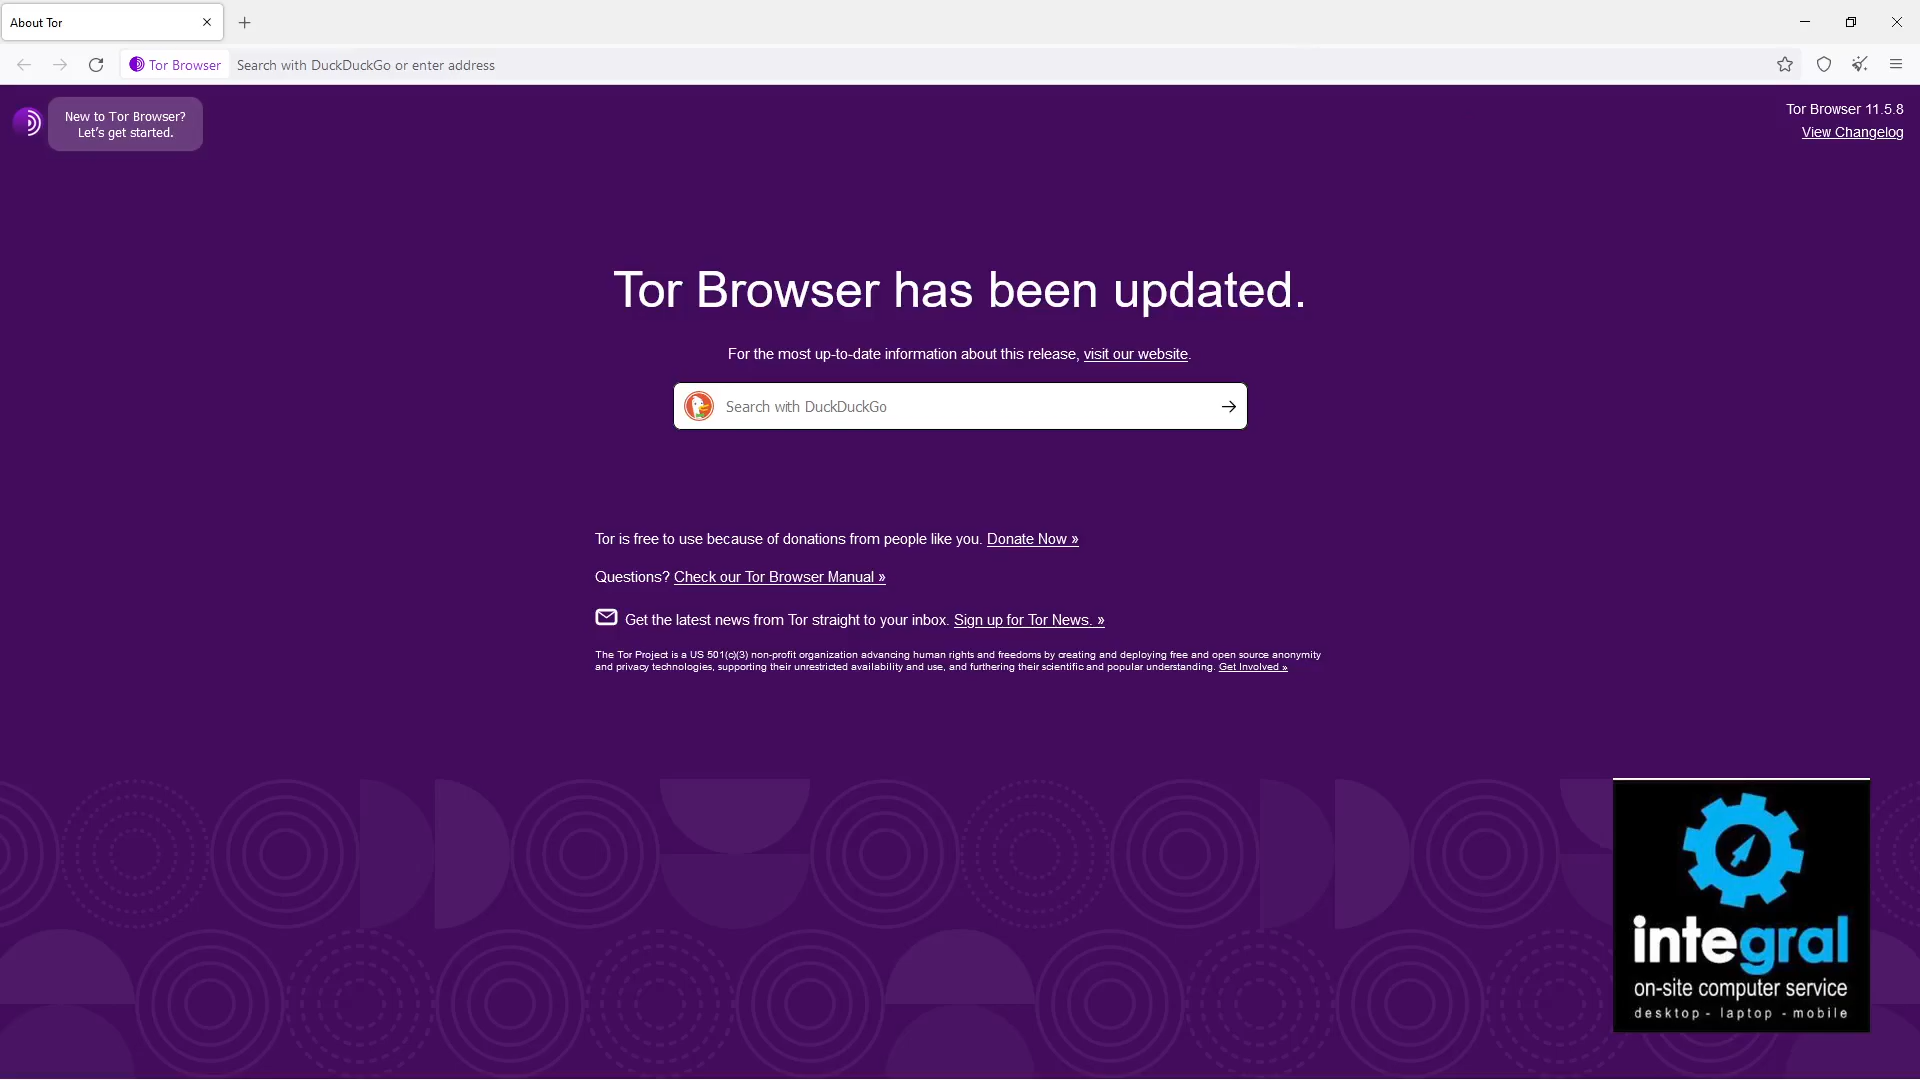 About Tor
Tor Browser
Search with DuckDuckGo or enter address
New to Tor Browser?
Let's get started.
Tor Browser 11.5.8
View Changelog
Tor Browser has been updated.
For the most up-to-date information about this release, visit our website.
Search with DuckDuckGo
Tor is free to use because of donations from people like you. Donate Now »
Questions? Check our Tor Browser Manual »
Get the latest news from Tor straight to your inbox. Sign up for Tor News. »
The Tor Project is a US 501(c)(3) non-profit organization advancing human rights and freedoms by creating and deploying free and open source anonymity
and privacy technologies, supporting their unrestricted availability and use, and furthering their scientific and popular understanding. Get Involved »
integral
on-site computer service
desktop - laptop - mobile